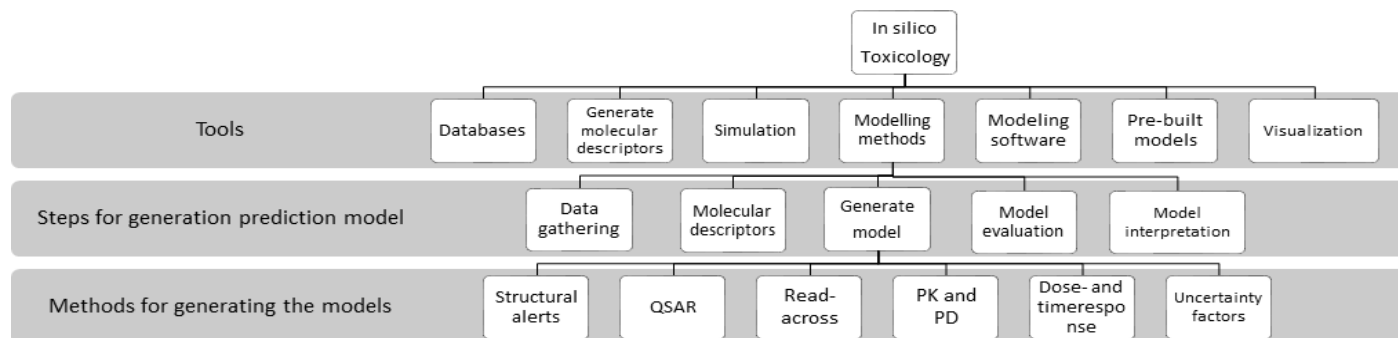 In silico
Toxicology
Tools
Databases
Generate
molecular
descriptors
Simulation
Modelling
methods
Modeling
software
Pre-built
models
Visualization
Steps for generation prediction model
Data
gathering
Molecular
descriptors
Generate
model
Model
evaluation
Model
interpretation
Methods for generating the models
Structural
alerts
QSAR
Read-
across
PK and
PD
Dose- and
timerespo
nse
Uncertainty
factors